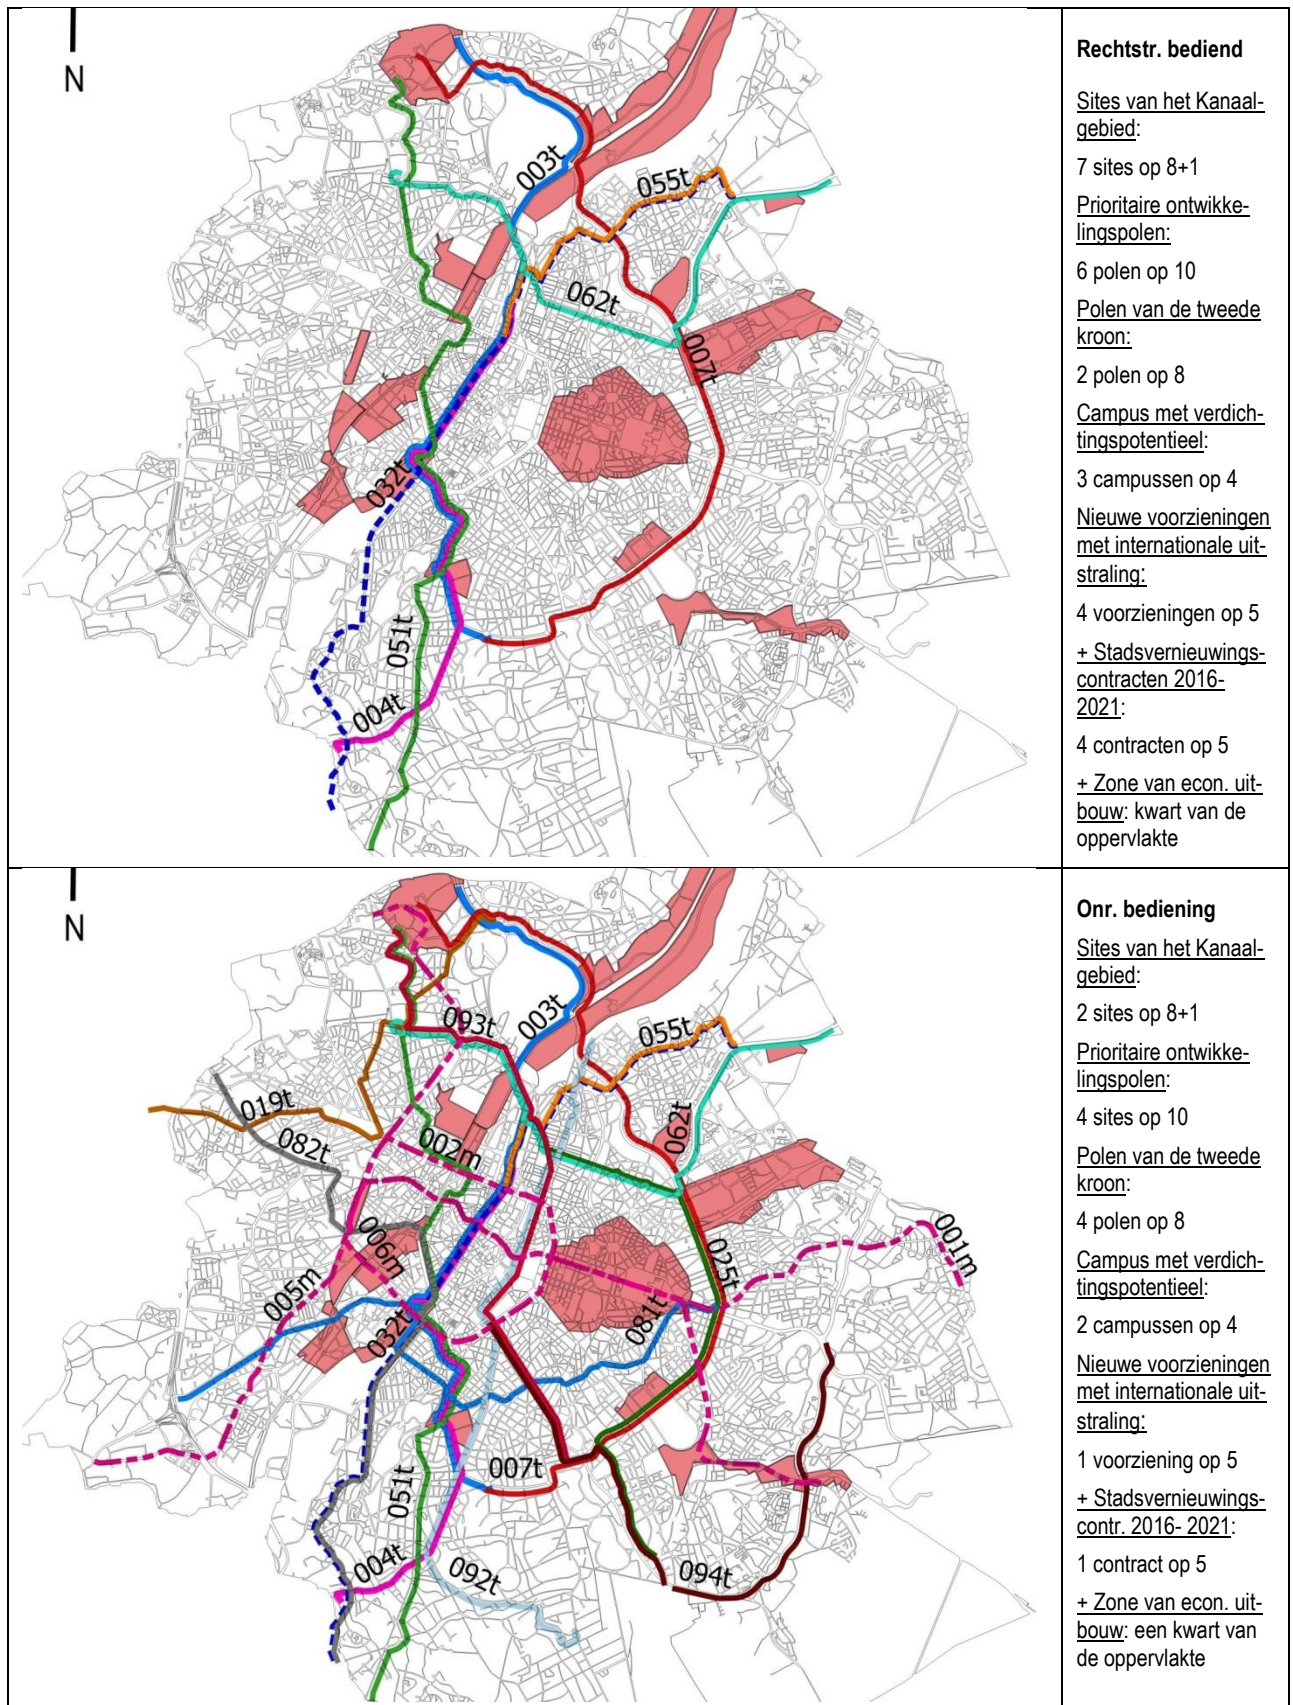 N
003t
055t
062t
007t
032t
051t
004t
Rechtstr. bediend
Sites van het Kanaal-
gebied:
7 sites op 8+1
Prioritaire ontwikke-
lingspolen:
6 polen op 10
Polen van de tweede
kroon:
2 polen op 8
Campus met verdich-
tingspotentieel:
3 campussen op 4
Nieuwe voorzieningen
met internationale uit-
straling:
4 voorzieningen op 5
+ Stadsvernieuwings-
contracten 2016-
2021:
4 contracten op 5
+ Zone van econ. uit-
bouw: kwart van de
oppervlakte
N
093t
003t
055t
019t
082t
002m
062t
006m
005m
032t
025t
001m
081t
007t
051t
004t
092t
094t
Onr. bediening
Sites van het Kanaal-
gebied:
2 sites op 8+1
Prioritaire ontwikke-
lingspolen:
4 sites op 10
Polen van de tweede
kroon:
4 polen op 8
Campus met verdich-
tingspotentieel:
2 campussen op 4
Nieuwe voorzieningen
met internationale uit-
straling:
1 voorziening op 5
+ Stadsvernieuwings-
contr. 2016- 2021:
1 contract op 5
+ Zone van econ. uit-
bouw: een kwart van
de oppervlakte